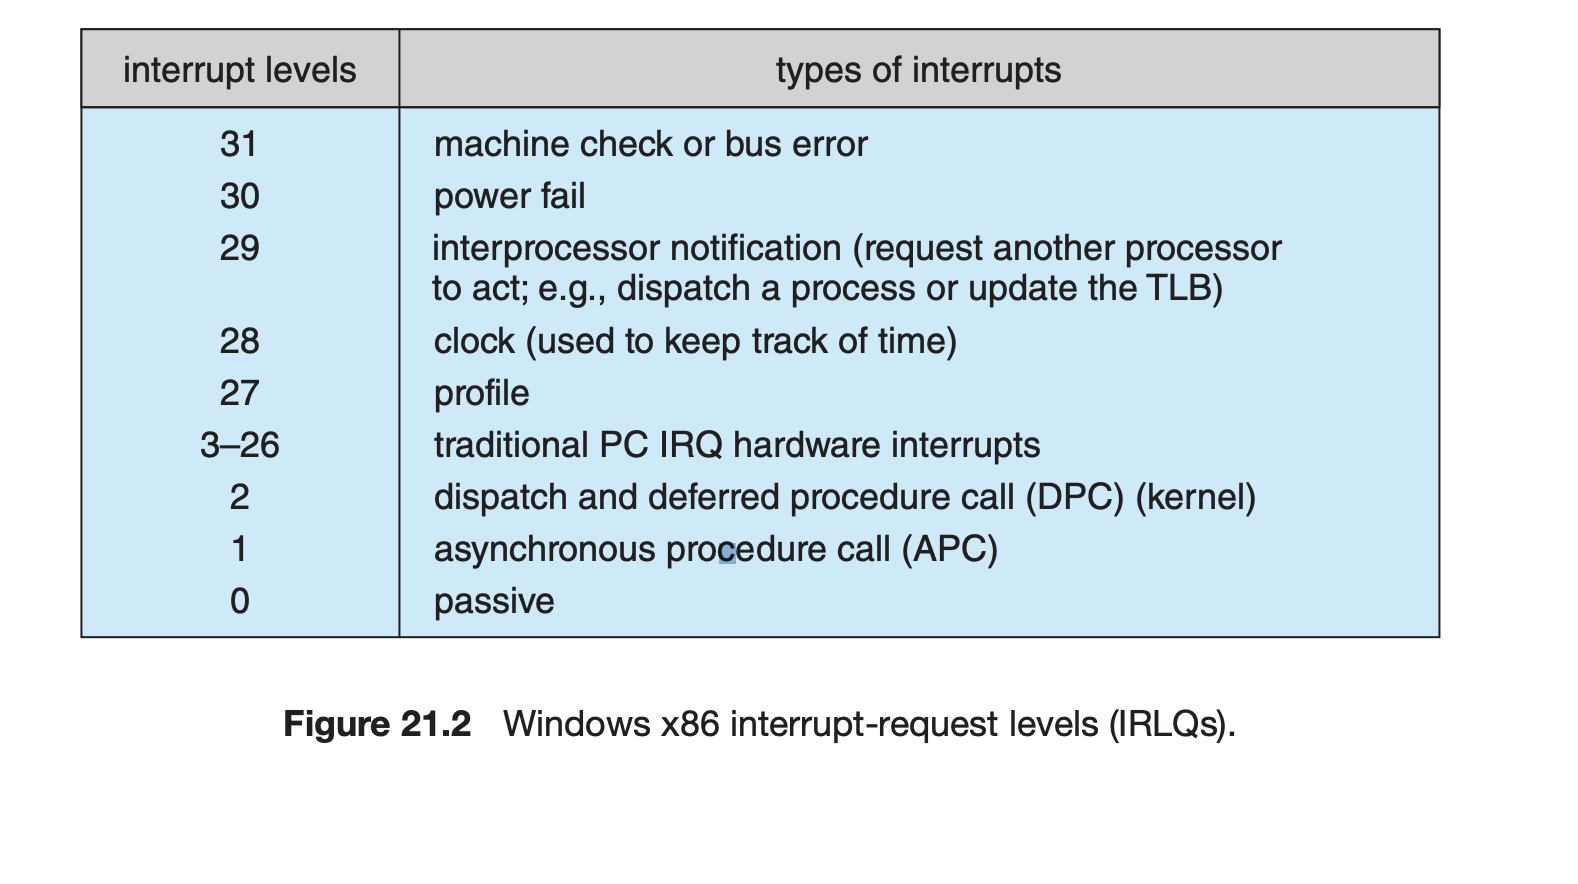 interrupt levels types of interrupts
31 machine check or bus error
30 power fail
29 interprocessor notification (request another processor
to act; e.g., dispatch a process or update the TLB)
28 clock (used to keep track of time)
27 profile
3–26 traditional PC IRQ hardware interrupts
2 dispatch and deferred procedure call (DPC) (kernel)
1 asynchronous procedure call (APC)
0 passive
Figure 21.2 Windows x86 interrupt-request levels (IRLQs).